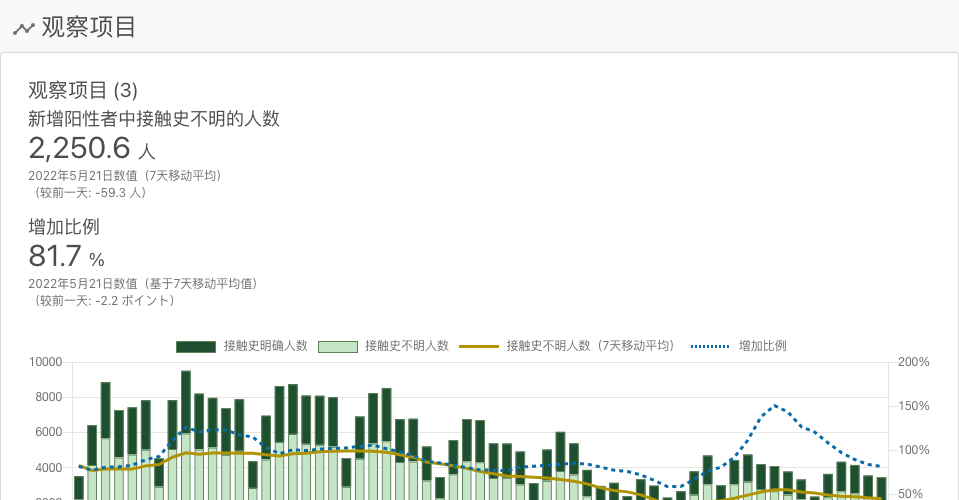 观察项目
观察项目 (3)
新增阳性者中接触史不明的人数
2,250.6 人
2022年5月21日数值（7天移动平均）
（较前一天: -59.3 人）
增加比例
81.7 %
2022年5月21日数值（基于7天移动平均值）
（较前一天: -2.2 ポイント）
接触史明确人数 接触史不明人数 接触史不明人数（7天移动平均） 增加比例
10000 200%
8000
150%
6000
100%
4000
50%